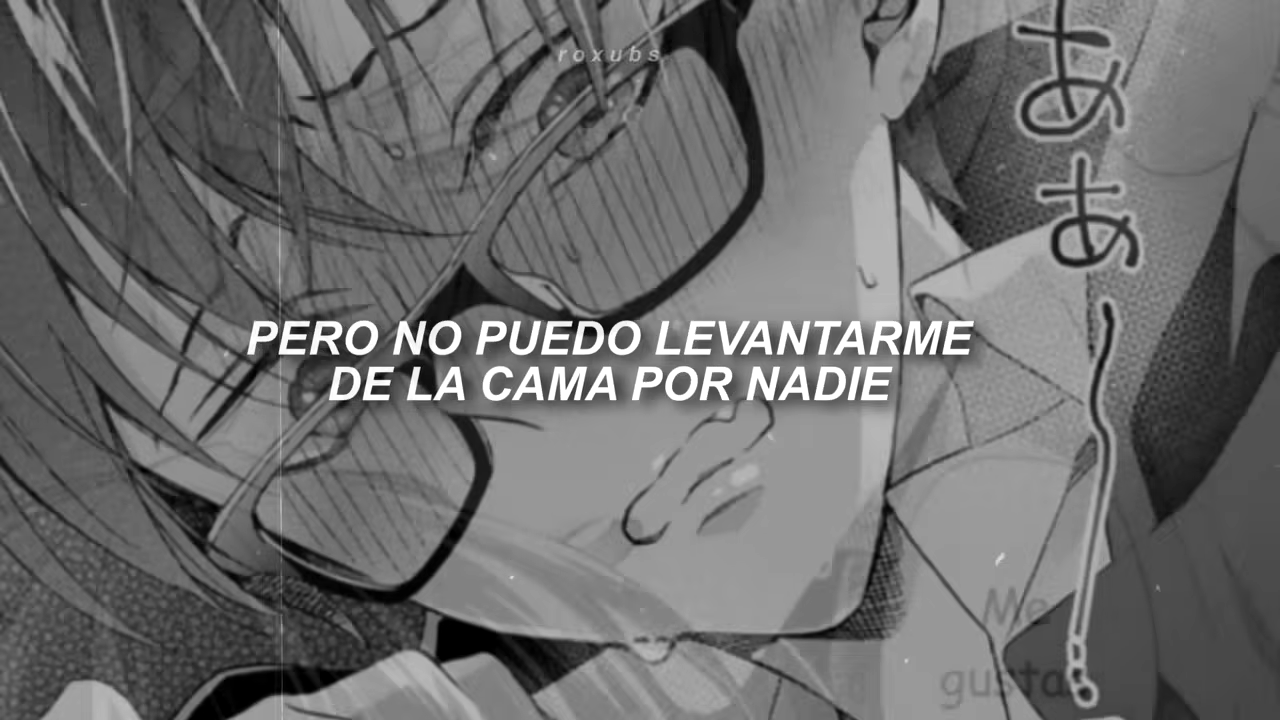 roxubs
PERO NO PUEDO LEVANTARME
DE LA CAMA POR NADIE
ああ
Me
gusta